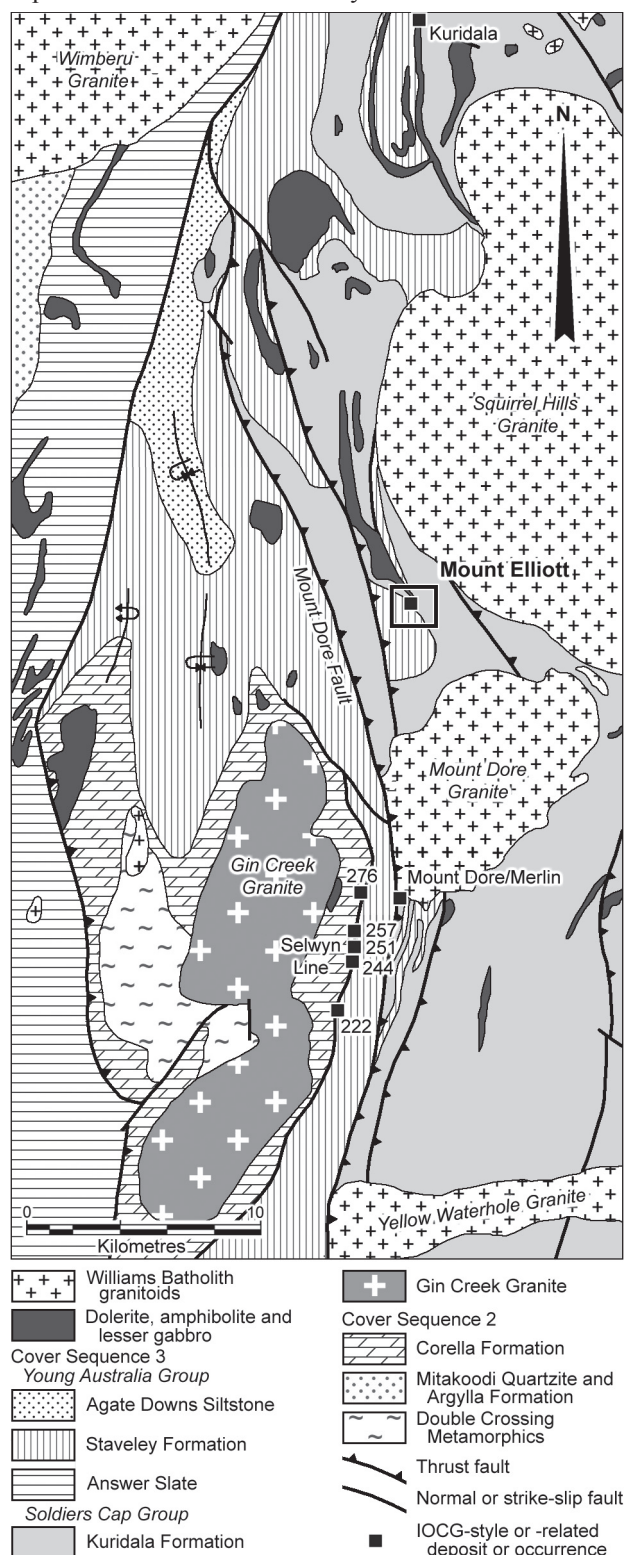 Kuridala
Wimberu
Granite
N
Squirrel Hills
Granite
Mount Elliott
Mount Dore Fault
Mount Dore
Granite
Gin Creek
Granite
276
Mount Dore/Merlin
257
Selwyn
251
Line
244
222
Yellow Waterhole Granite
0
10
Kilometres
Williams Batholith
granitoids
Dolerite, amphibolite and
lesser gabbro
Cover Sequence 3
Young Australia Group
Agate Downs Siltstone
Staveley Formation
Answer Slate
Soldiers Cap Group
Kuridala Formation
Gin Creek Granite
Cover Sequence 2
Corella Formation
Mitakoodi Quartzite and
Argylla Formation
Double Crossing
Metamorphics
Thrust fault
Normal or strike-slip fault
IOCG-style or -related
deposit or occurrence